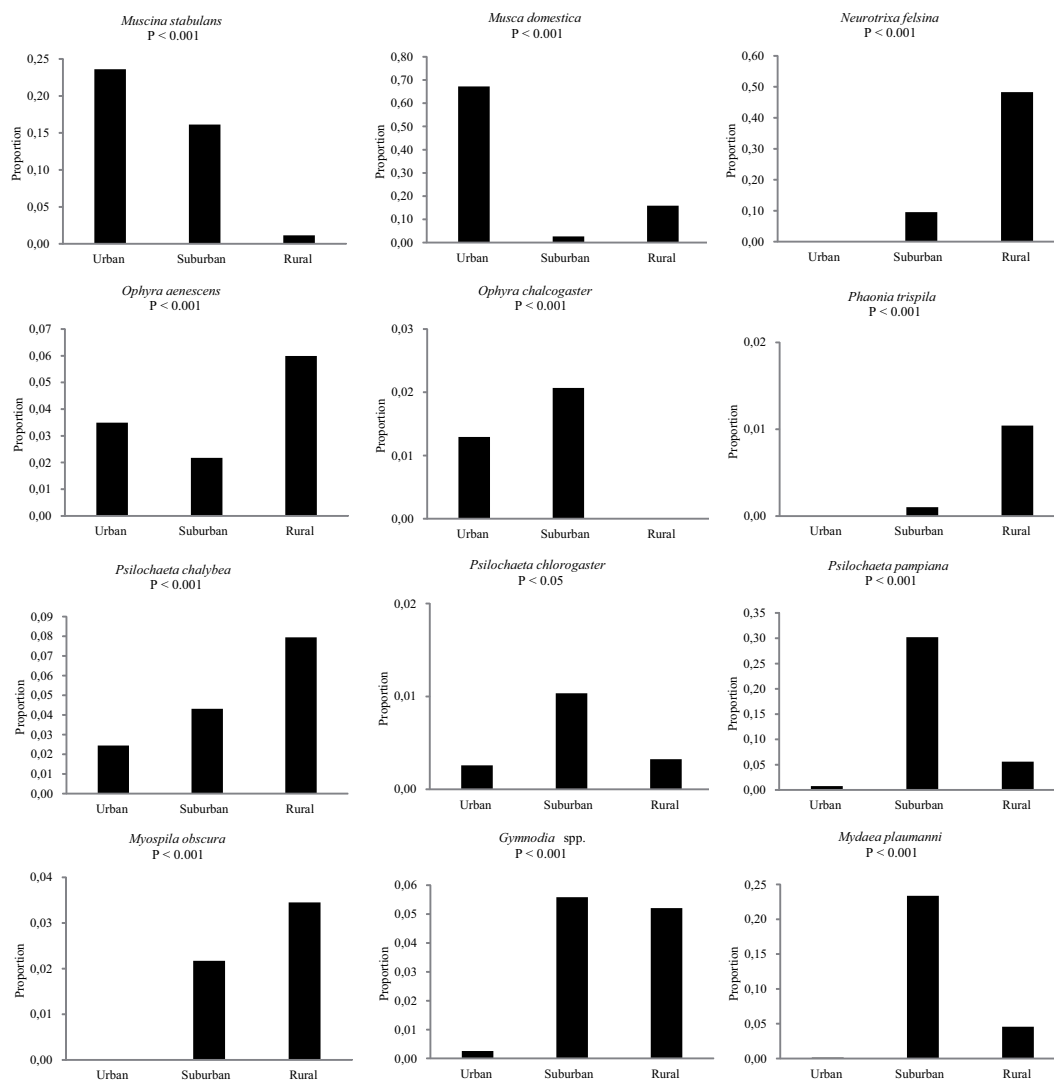 Muscina stabulans
P < 0.001
0,25
0,20
0,15
0,10
0,05
0,00
Proportion
Urban Suburban Rural
Musca domestica
P < 0.001
0,80
0,70
0,60
0,50
0,40
0,30
0,20
0,10
0,00
Proportion
Urban Suburban Rural
Neurotrixa felsina
P < 0.001
0,60
0,50
0,40
0,30
0,20
0,10
0,00
Proportion
Urban Suburban Rural
Ophyra aenescens
P < 0.001
0,07
0,06
0,05
0,04
0,03
0,02
0,01
0,00
Proportion
Urban Suburban Rural
Ophyra chalcogaster
P < 0.001
0,03
0,02
0,01
0,00
Proportion
Urban Suburban Rural
Phaonia trispila
P < 0.001
0,02
0,01
0,00
Proportion
Urban Suburban Rural
Psilochaeta chalybea
P < 0.001
0,09
0,08
0,07
0,06
0,05
0,04
0,03
0,02
0,01
0,00
Proportion
Urban Suburban Rural
Psilochaeta chlorogaster
P < 0.05
0,02
0,01
0,00
Proportion
Urban Suburban Rural
Psilochaeta pampiana
P < 0.001
0,35
0,30
0,25
0,20
0,15
0,10
0,05
0,00
Proportion
Urban Suburban Rural
Myospila obscura
P < 0.001
0,04
0,03
0,02
0,01
0,00
Proportion
Urban Suburban Rural
Gymnodia spp.
P < 0.001
0,06
0,05
0,04
0,03
0,02
0,01
0,00
Proportion
Urban Suburban Rural
Mydaea plaumanni
P < 0.001
0,25
0,20
0,15
0,10
0,05
0,00
Proportion
Urban Suburban Rural